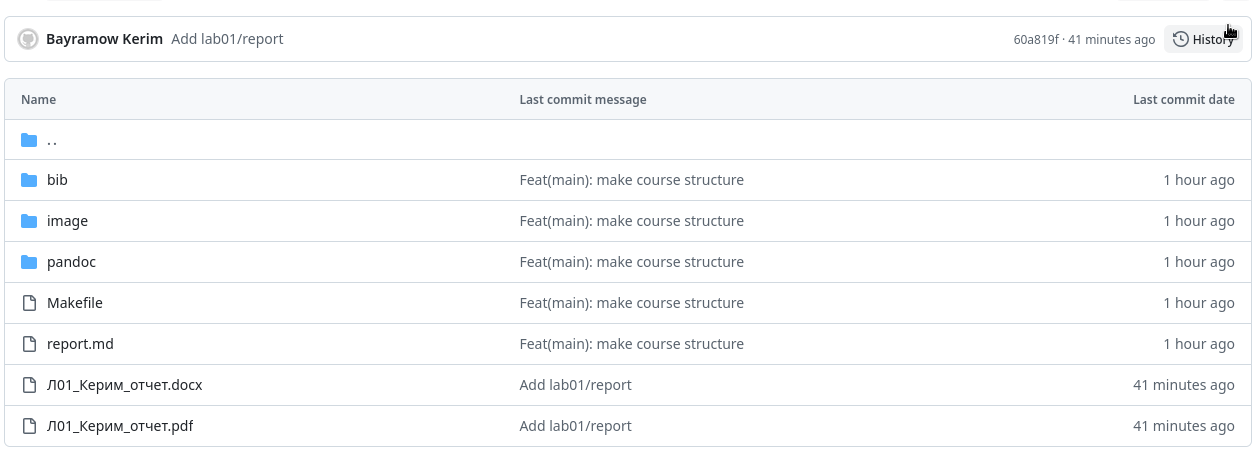 Bayramow Kerim Add lab01/report 60a819f · 41 minutes ago History
Name Last commit message Last commit date
..
bib Feat(main): make course structure 1 hour ago
image Feat(main): make course structure 1 hour ago
pandoc Feat(main): make course structure 1 hour ago
Makefile Feat(main): make course structure 1 hour ago
report.md Feat(main): make course structure 1 hour ago
Л01_Керим_отчет.docx Add lab01/report 41 minutes ago
Л01_Керим_отчет.pdf Add lab01/report 41 minutes ago